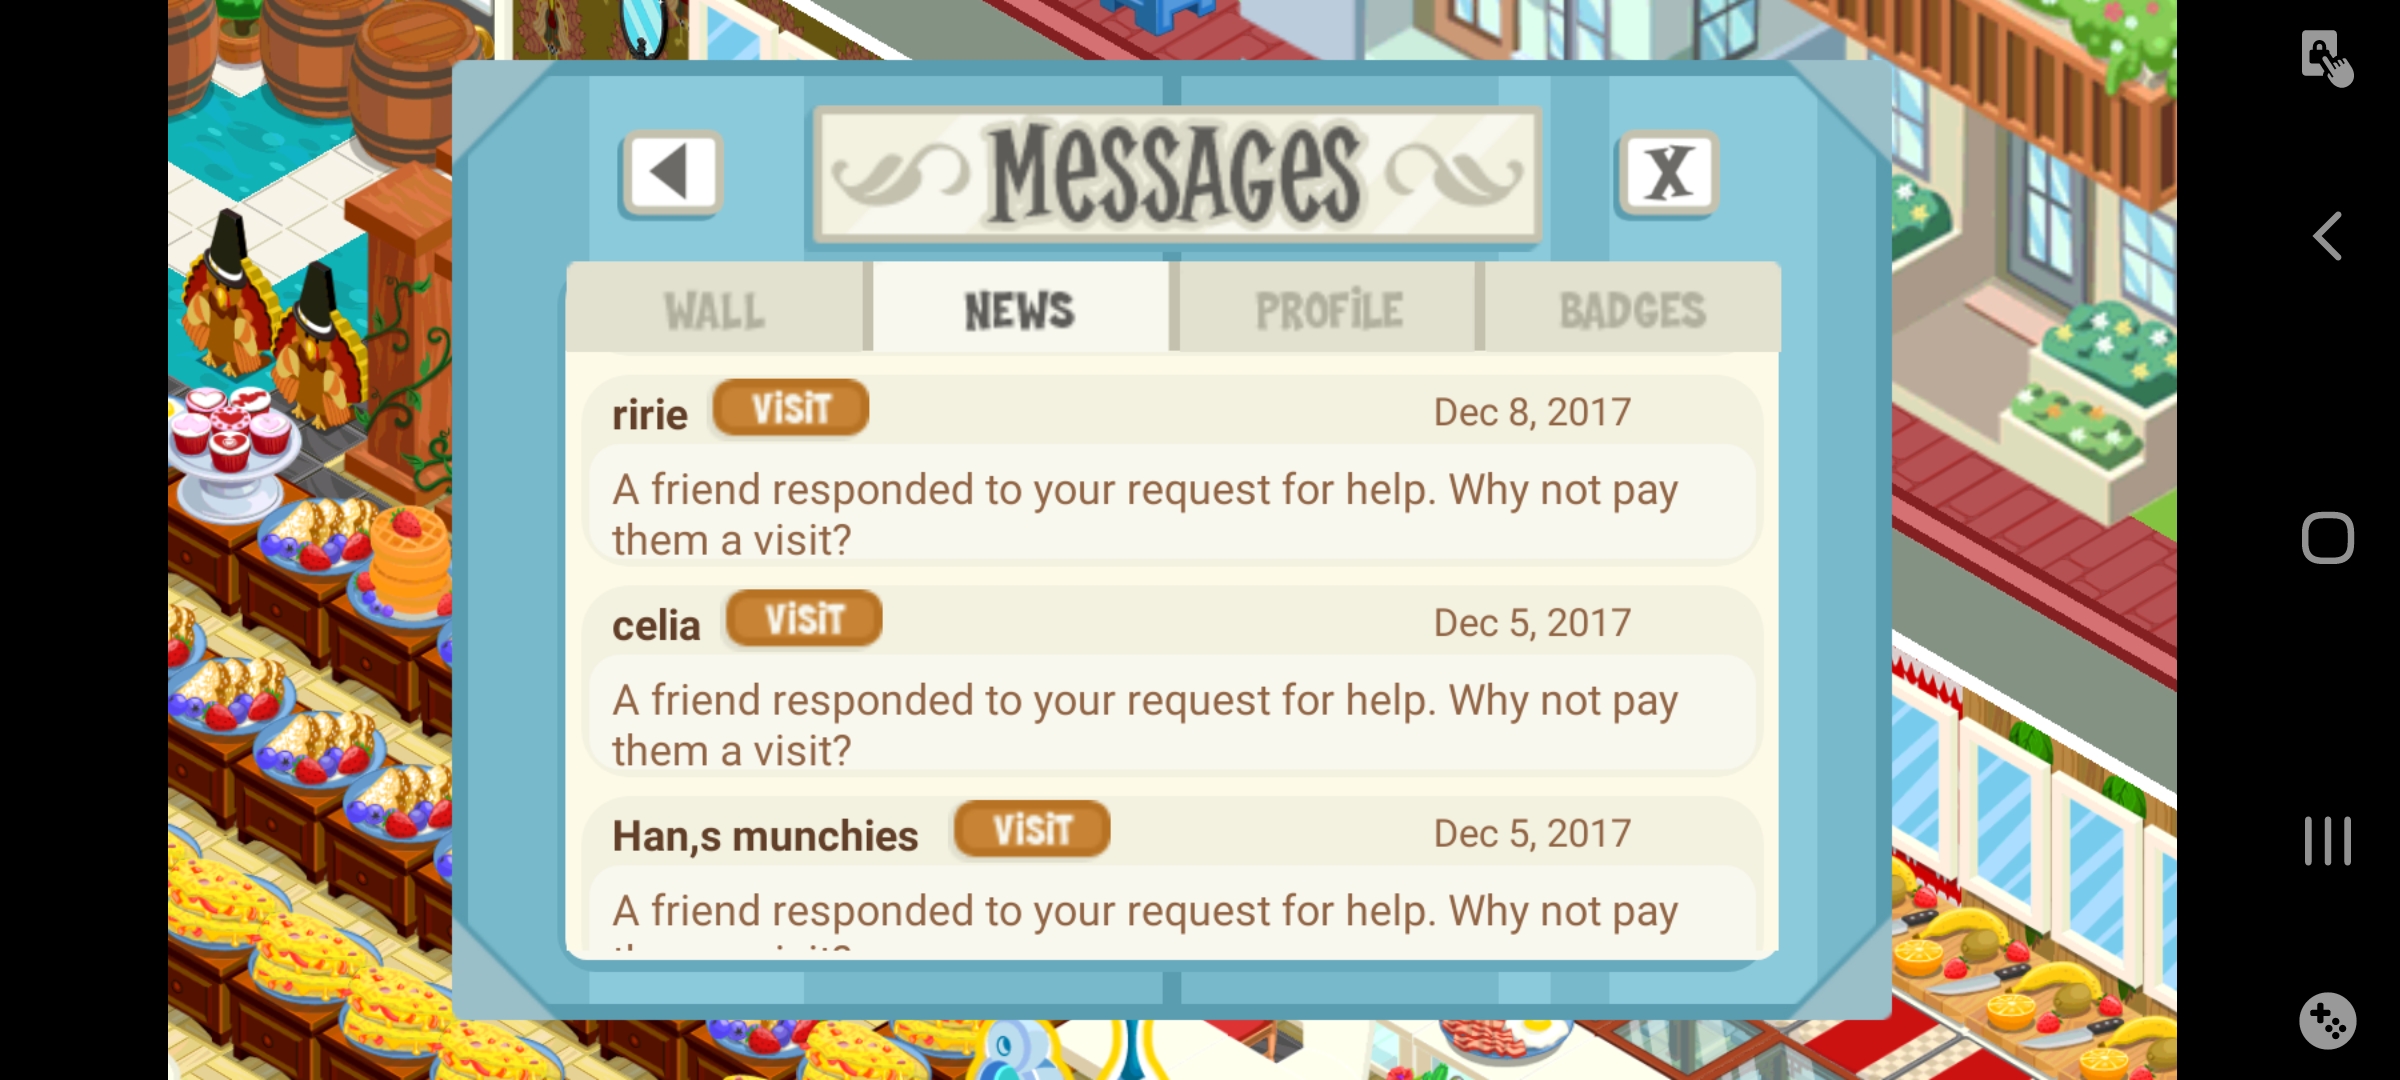 MESSAGES
X
WALL
NEWS
PROFILE
BADGES
ririe
VISIT
Dec 8, 2017
A friend responded to your request for help. Why not pay
them a visit?
celia
VISIT
Dec 5, 2017
A friend responded to your request for help. Why not pay
them a visit?
Han,s munchies
VISIT
Dec 5, 2017
A friend responded to your request for help. Why not pay